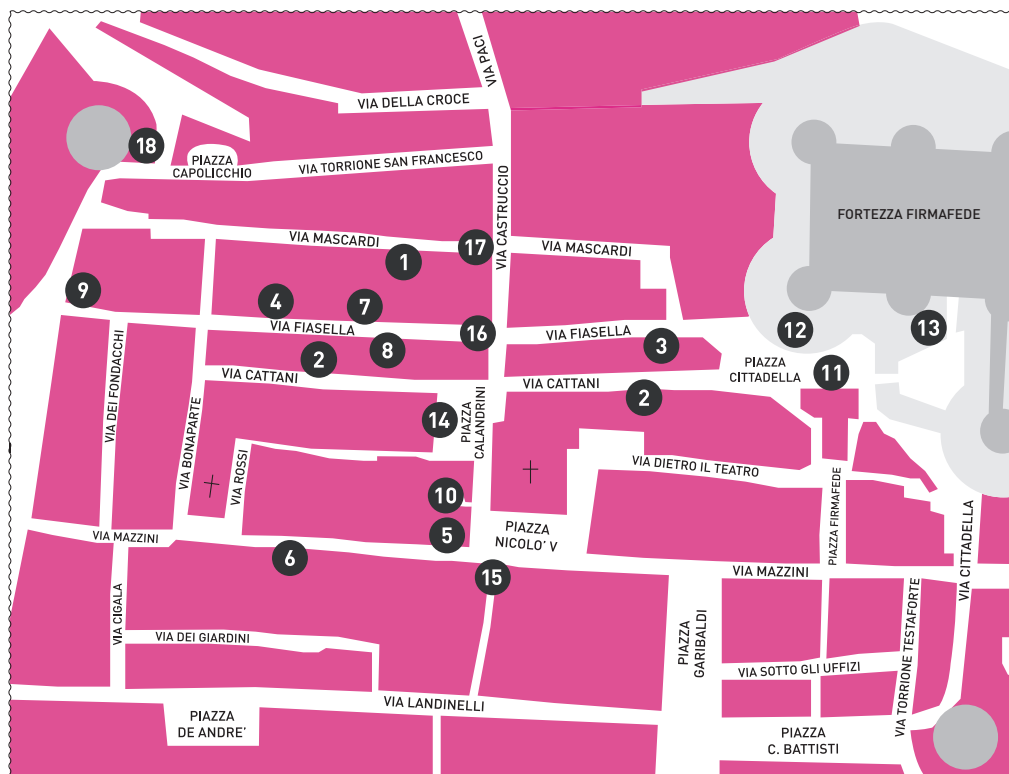 VIA PACI
VIA DELLA CROCE
18
PIAZZA
CAPOLICCHIO
VIA TORRIONE SAN FRANCESCO
VIA CASTRUCCIO
FORTEZZA FIRMAFEDE
VIA MASCARDI
17
VIA MASCARDI
1
9
4
7
VIA FIASELLA
16
VIA FIASELLA
12
13
2
8
3
VIA CATTANI
VIA CATTANI
2
PIAZZA
CITTADELLA
11
VIA DEI FONDACCHI
VIA BONAPARTE
VIA ROSSI
14
PIAZZA
CALANDRINI
VIA DIETRO IL TEATRO
10
PIAZZA
NICOLO' V
5
PIAZZA FIRMAFEDE
VIA CITTADELLA
VIA MAZZINI
6
15
VIA MAZZINI
VIA CIGALA
VIA DEI GIARDINI
PIAZZA
GARIBALDI
VIA SOTTO GLI UFFIZI
VIA TORRIONE TESTAFORTE
VIA LANDINELLI
PIAZZA
DE ANDRE'
PIAZZA
C. BATTISTI